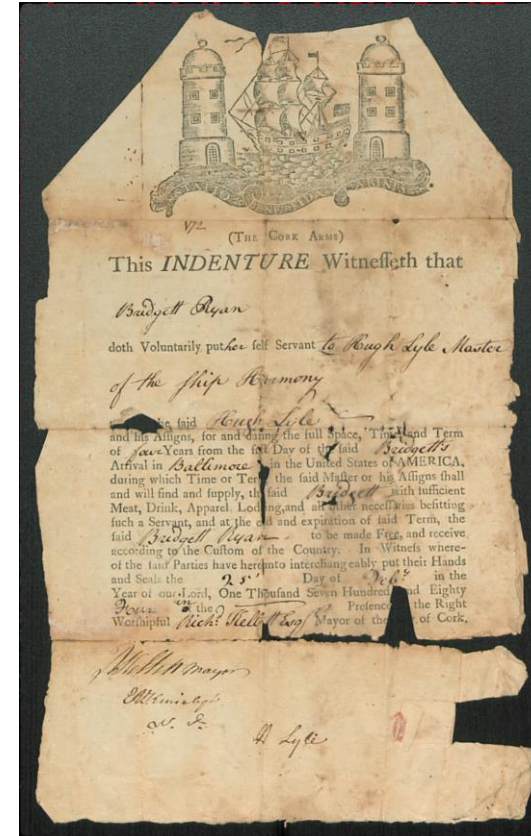 STATIO BENE FIDE CARINIS
(THE CORK ARMS)
This INDENTURE Witneſſeth that
Bridgett Ryan
doth Voluntarily put her ſelf Servant to Hugh Lyle Master
of the ſhip Harmony
he ſaid Hugh Lyle
and his Aſſigns, for and during the full Space, Time and Term
of four Years from the firſt Day of the ſaid Bridgett's
Arrival in Baltimore in the United States of AMERICA,
during which Time or Term the ſaid Maſter or his Aſſigns ſhall
and will find and ſupply, the ſaid Bridgett with ſufficient
Meat, Drink, Apparel Lodging, and all other neceſſaries befitting
ſuch a Servant, and at the end and expiration of ſaid Term, the
ſaid Bridgett Ryan to be made Free, and receive
according to the Cuſtom of the Country. In Witneſs where-
of the ſaid Parties have hereunto interchangeably put their Hands
and Seals the 25 Day of Febr in the
Year of our Lord, One Thouſand Seven Hundred and Eighty
Four in the Preſence the Right
Worſhipful Richd. Kellett Esqr Mayor of the of Cork.
Kellett mayor
H Lyle